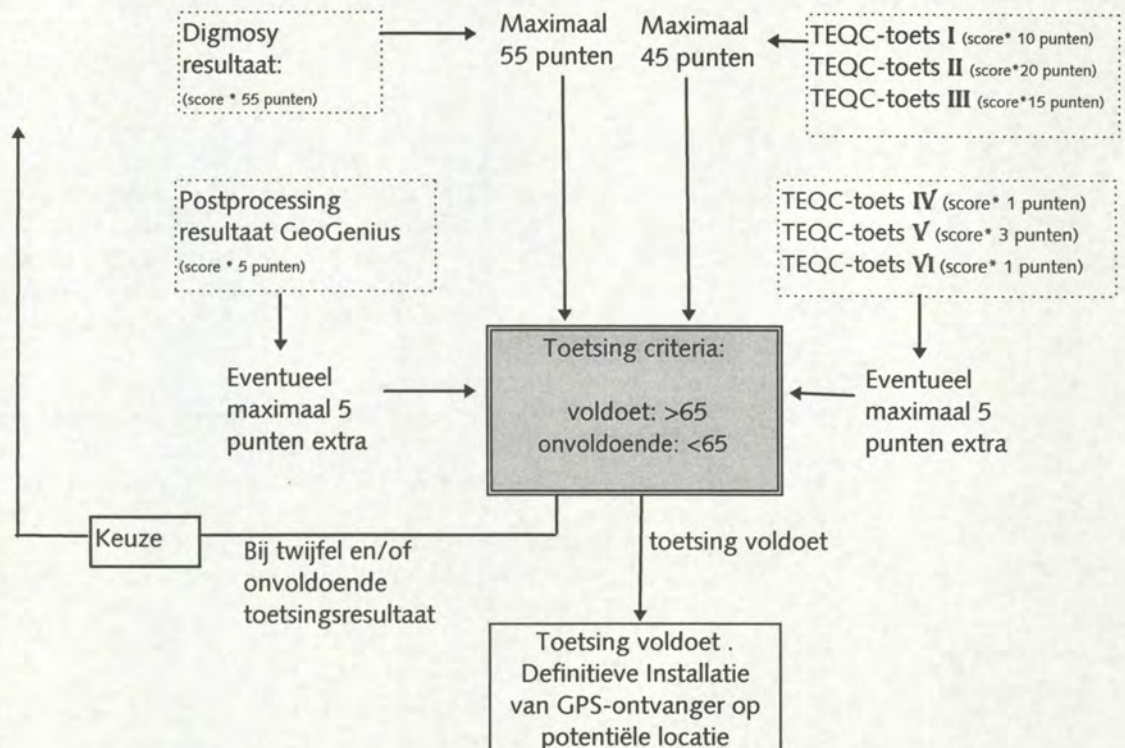 Digmosy
resultaat:
(score * 55 punten)
Maximaal
55 punten
Maximaal
45 punten
TEQC-toets I (score* 10 punten)
TEQC-toets II (score*20 punten)
TEQC-toets III (score*15 punten)
Postprocessing
resultaat GeoGenius
(score * 5 punten)
TEQC-toets IV (score* 1 punten)
TEQC-toets V (score* 3 punten)
TEQC-toets VI (score* 1 punten)
Eventueel
maximaal 5
punten extra
Toetsing criteria:
voldoet: >65
onvoldoende: <65
Eventueel
maximaal 5
punten extra
Keuze
Bij twijfel en/of
onvoldoende
toetsingsresultaat
toetsing voldoet
Toetsing voldoet .
Definitieve Installatie
van GPS-ontvanger op
potentiële locatie